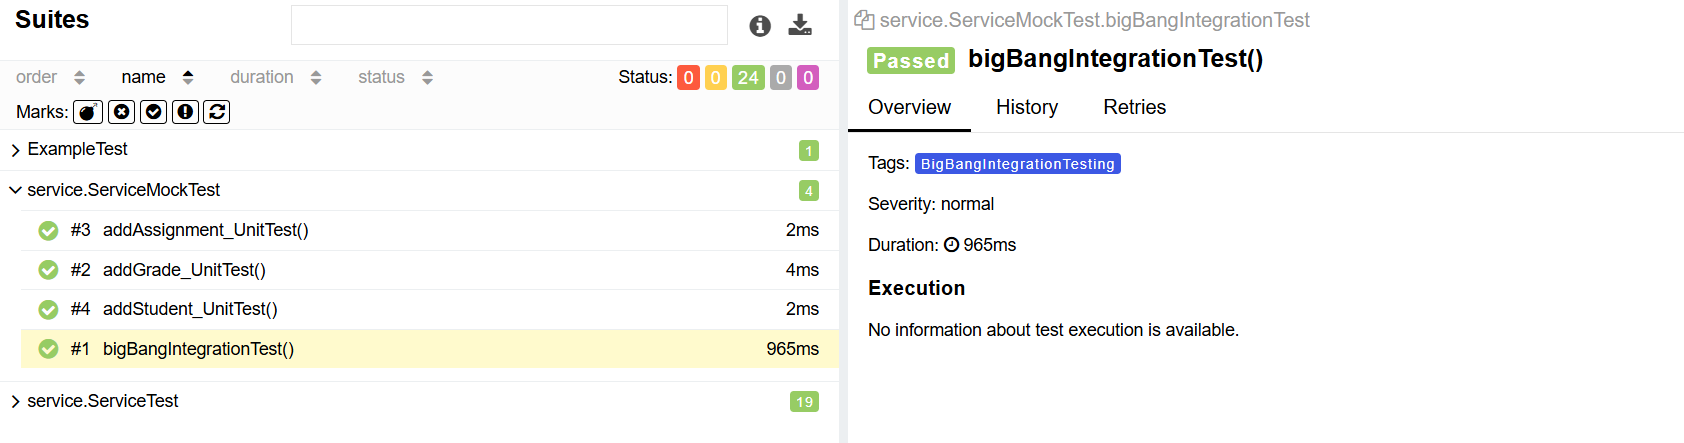 Suites
order name duration status Status: 0 0 24 0 0
Marks:
ExampleTest 1
service.ServiceMockTest 4
#3 addAssignment_UnitTest() 2ms
#2 addGrade_UnitTest() 4ms
#4 addStudent_UnitTest() 2ms
#1 bigBangIntegrationTest() 965ms
service.ServiceTest 19
service.ServiceMockTest.bigBangIntegrationTest
Passed bigBangIntegrationTest()
Overview History Retries
Tags: BigBangIntegrationTesting
Severity: normal
Duration: 965ms
Execution
No information about test execution is available.